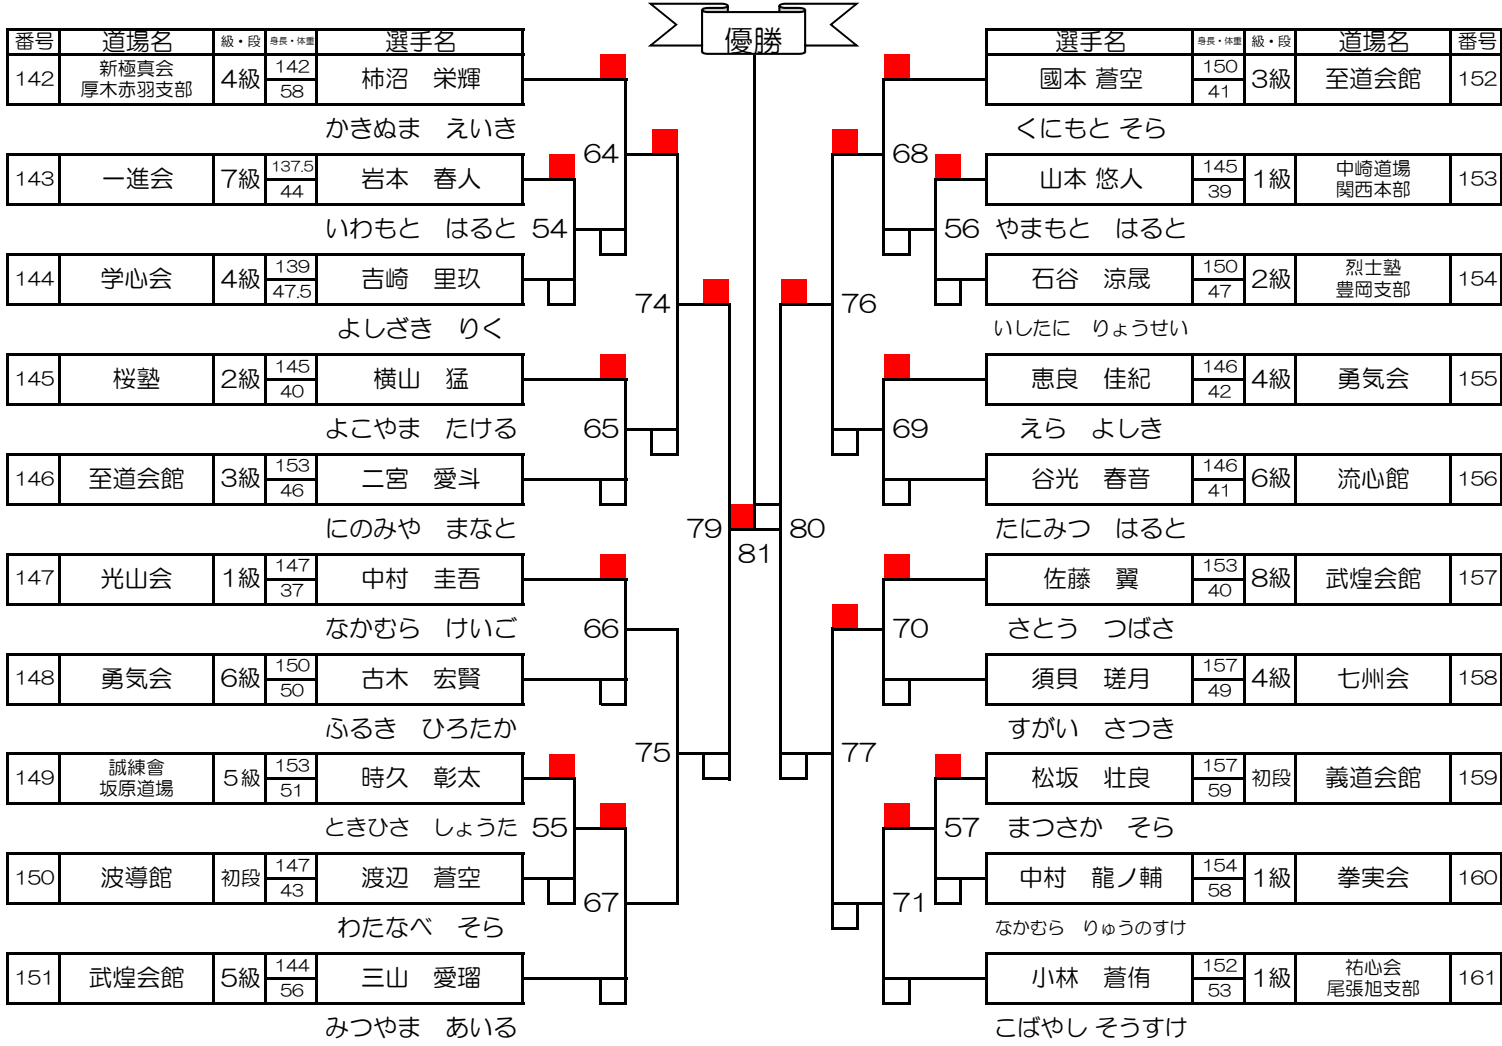 優勝
番号 道場名 級・段 身長・体重 選手名
142 新極真会 厚木赤羽支部 4級 142 58 柿沼 栄輝
かきぬま えいき
64
143 一進会 7級 137.5 44 岩本 春人
いわもと はると 54
144 学心会 4級 139 47.5 吉崎 里玖
よしざき りく
74
145 桜塾 2級 145 40 横山 猛
よこやま たける 65
146 至道会館 3級 153 46 二宮 愛斗
にのみや まなと
79
81
147 光山会 1級 147 37 中村 圭吾
なかむら けいご 66
148 勇気会 6級 150 50 古木 宏賢
ふるき ひろたか
75
149 誠練會 坂原道場 5級 153 51 時久 彰太
ときひさ しょうた 55
150 波導館 初段 147 43 渡辺 蒼空
わたなべ そら
67
151 武煌会館 5級 144 56 三山 愛瑠
みつやま あいる
選手名 身長・体重 級・段 道場名 番号
國本 蒼空 150 41 3級 至道会館 152
くにもと そら
68
山本 悠人 145 39 1級 中崎道場 関西本部 153
56 やまもと はると
石谷 涼晟 150 47 2級 烈士塾 豊岡支部 154
いしたに りょうせい
76
恵良 佳紀 146 42 4級 勇気会 155
69 えら よしき
谷光 春音 146 41 6級 流心館 156
たにみつ はると
80
佐藤 翼 153 40 8級 武煌会館 157
70 さとう つばさ
須貝 瑳月 157 49 4級 七州会 158
すがい さつき
77
松坂 壮良 157 59 初段 義道会館 159
57 まつさか そら
中村 龍ノ輔 154 58 1級 拳実会 160
なかむら りゅうのすけ
71
小林 蒼侑 152 53 1級 祐心会 尾張旭支部 161
こばやし そうすけ